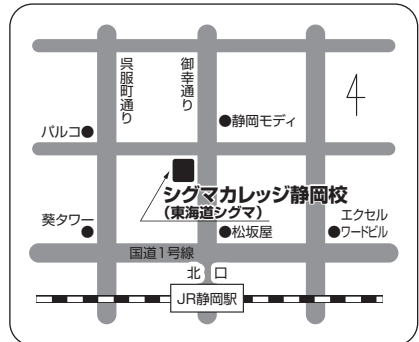 呉服町通り
御幸通り
静岡モディ
パルコ
シグマカレッジ静岡校
(東海道シグマ)
葵タワー
松坂屋
エクセル
ワードビル
国道1号線
北口
JR静岡駅